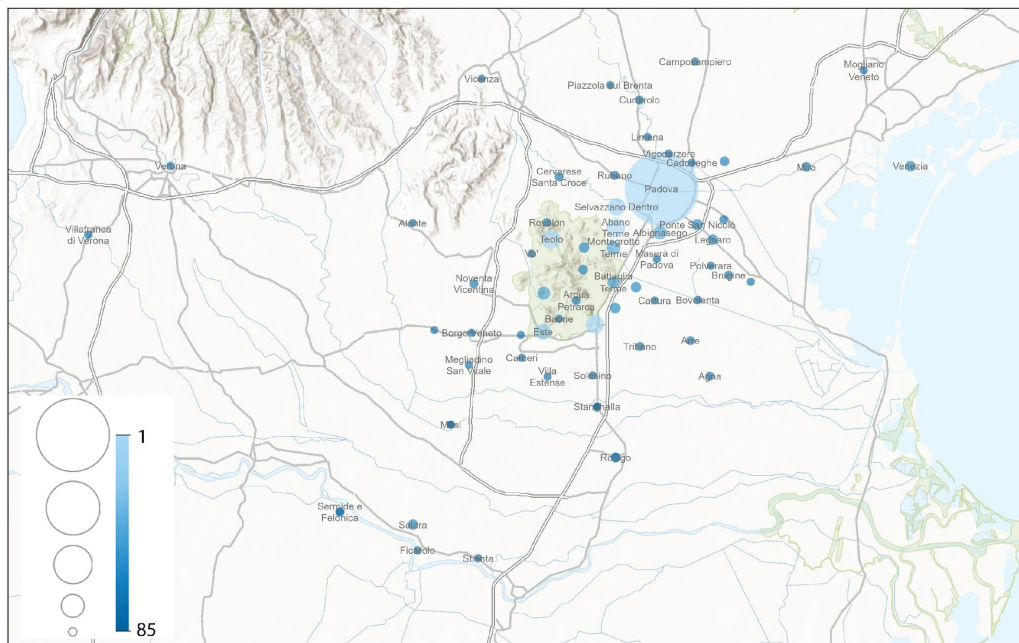 Camposampiero
Mogliano
Veneto
Vicenza
Piazzola sul Brenta
Curtarolo
Limena
Vigodarzere
Cadoneghe
Verona
Mira
Venezia
Cervarese
Santa Croce
Rubano
Padova
Selvazzano Dentro
Alonte
Rovolon
Abano
Terme
Ponte San Nicolò
Albignasego
Villafranca
di Verona
Teolo
Montegrotto
Terme
Legnaro
Vo'
Maserà di
Padova
Polverara
Brugine
Noventa
Vicentina
Battaglia
Terme
Arquà
Petrarca
Cartura
Bovolenta
Baone
Borgo Veneto
Este
Tribano
Arre
Megliadino
San Vitale
Carceri
Villa
Estense
Solesino
Agna
Stanghella
Masi
Rovigo
Sermide e
Felonica
Salara
Ficarolo
Stienta
1
85